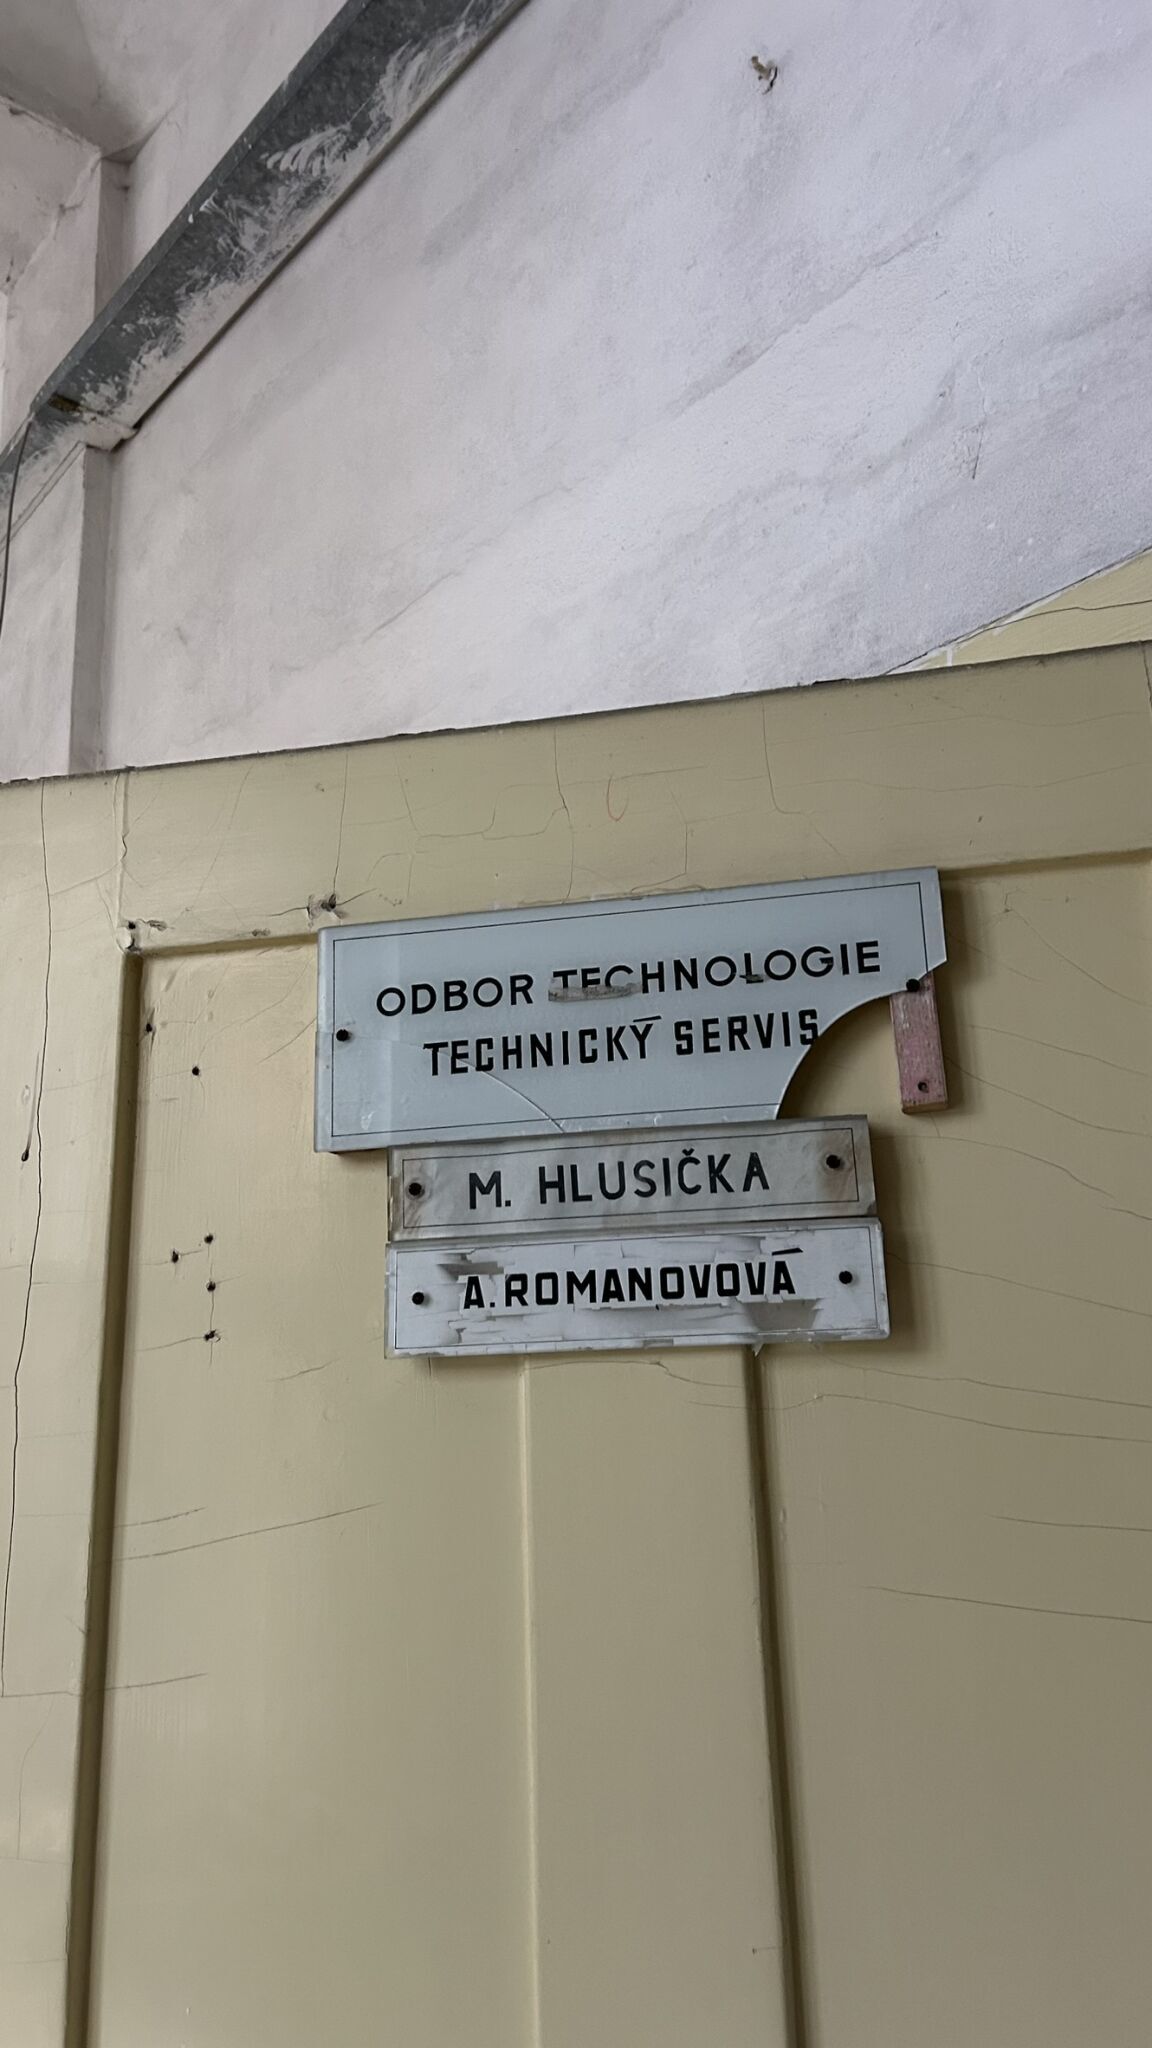 ODBOR TECHNOLOGIE
TECHNICKÝ SERVIS
M. HLUSIČKA
A. ROMANOVOVÁ